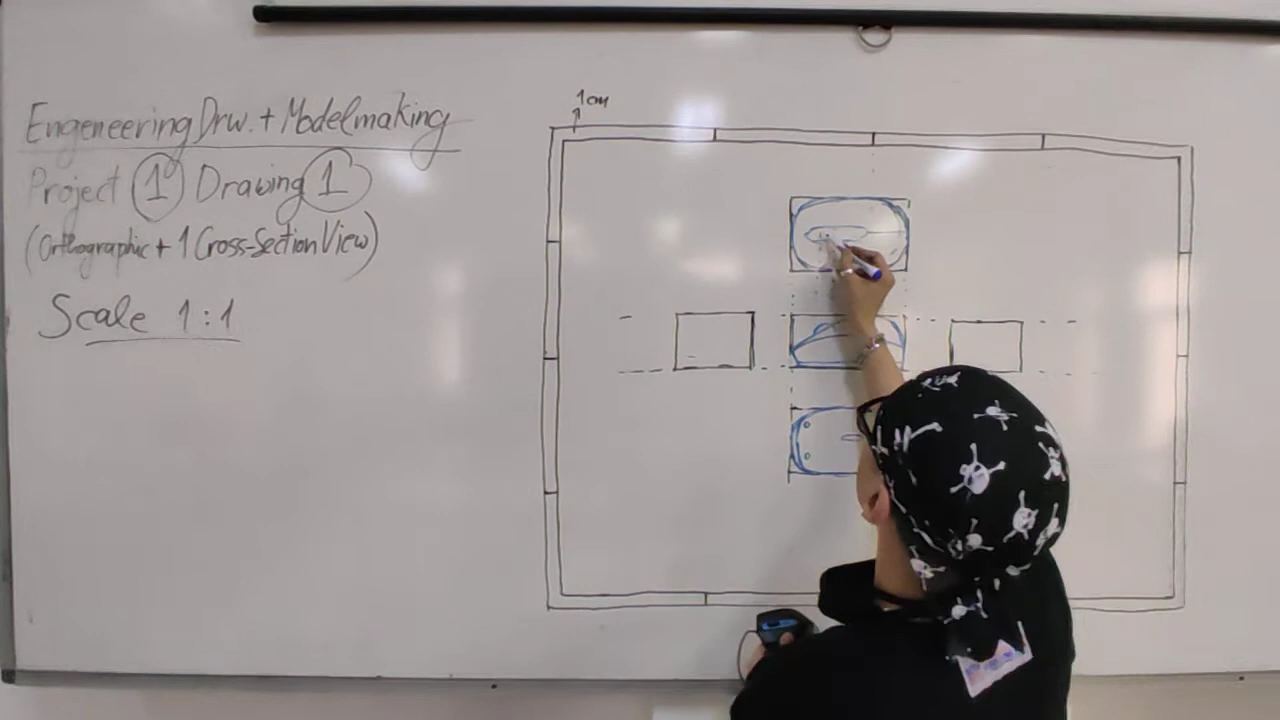 Engeneering Drw. + Modelmaking
Project 1 Drawing 1
(Orthographic + 1 Cross-Section View)
Scale 1:1
1cm